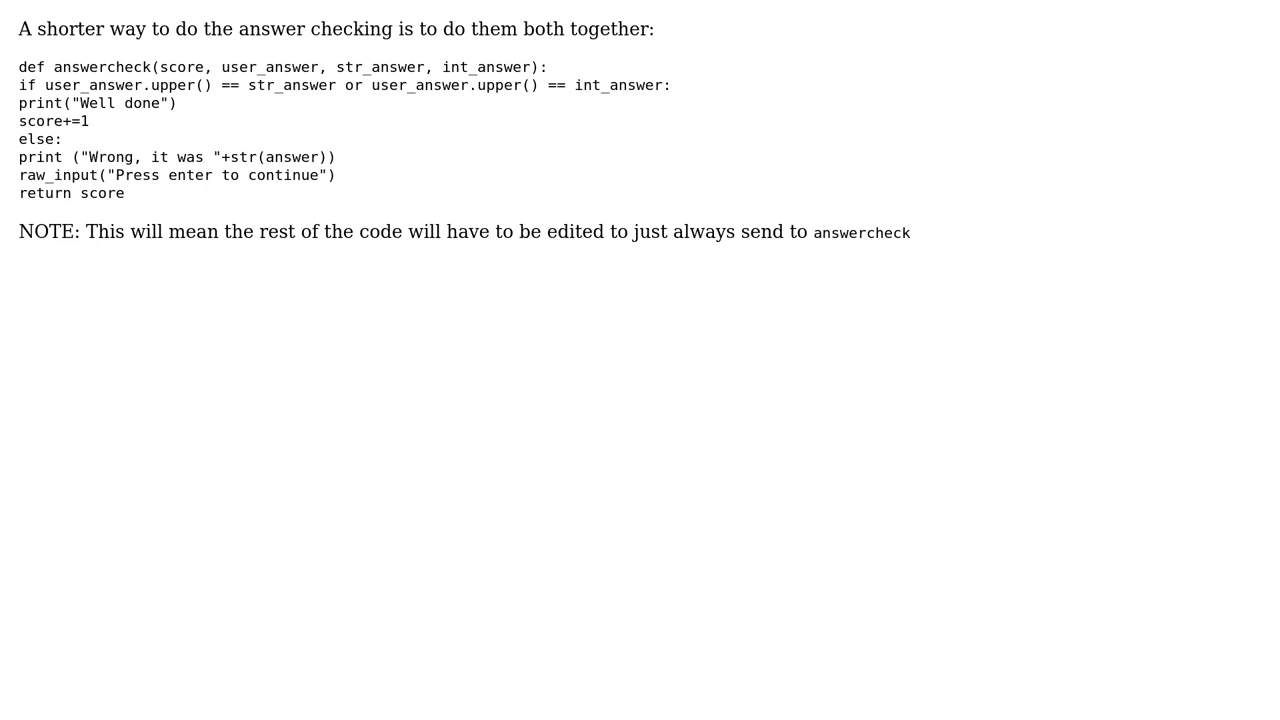 A shorter way to do the answer checking is to do them both together:
def answercheck(score, user_answer, str_answer, int_answer):
if user_answer.upper() == str_answer or user_answer.upper() == int_answer:
print("Well done")
score+=1
else:
print ("Wrong, it was "+str(answer))
raw_input("Press enter to continue")
return score
NOTE: This will mean the rest of the code will have to be edited to just always send to answercheck